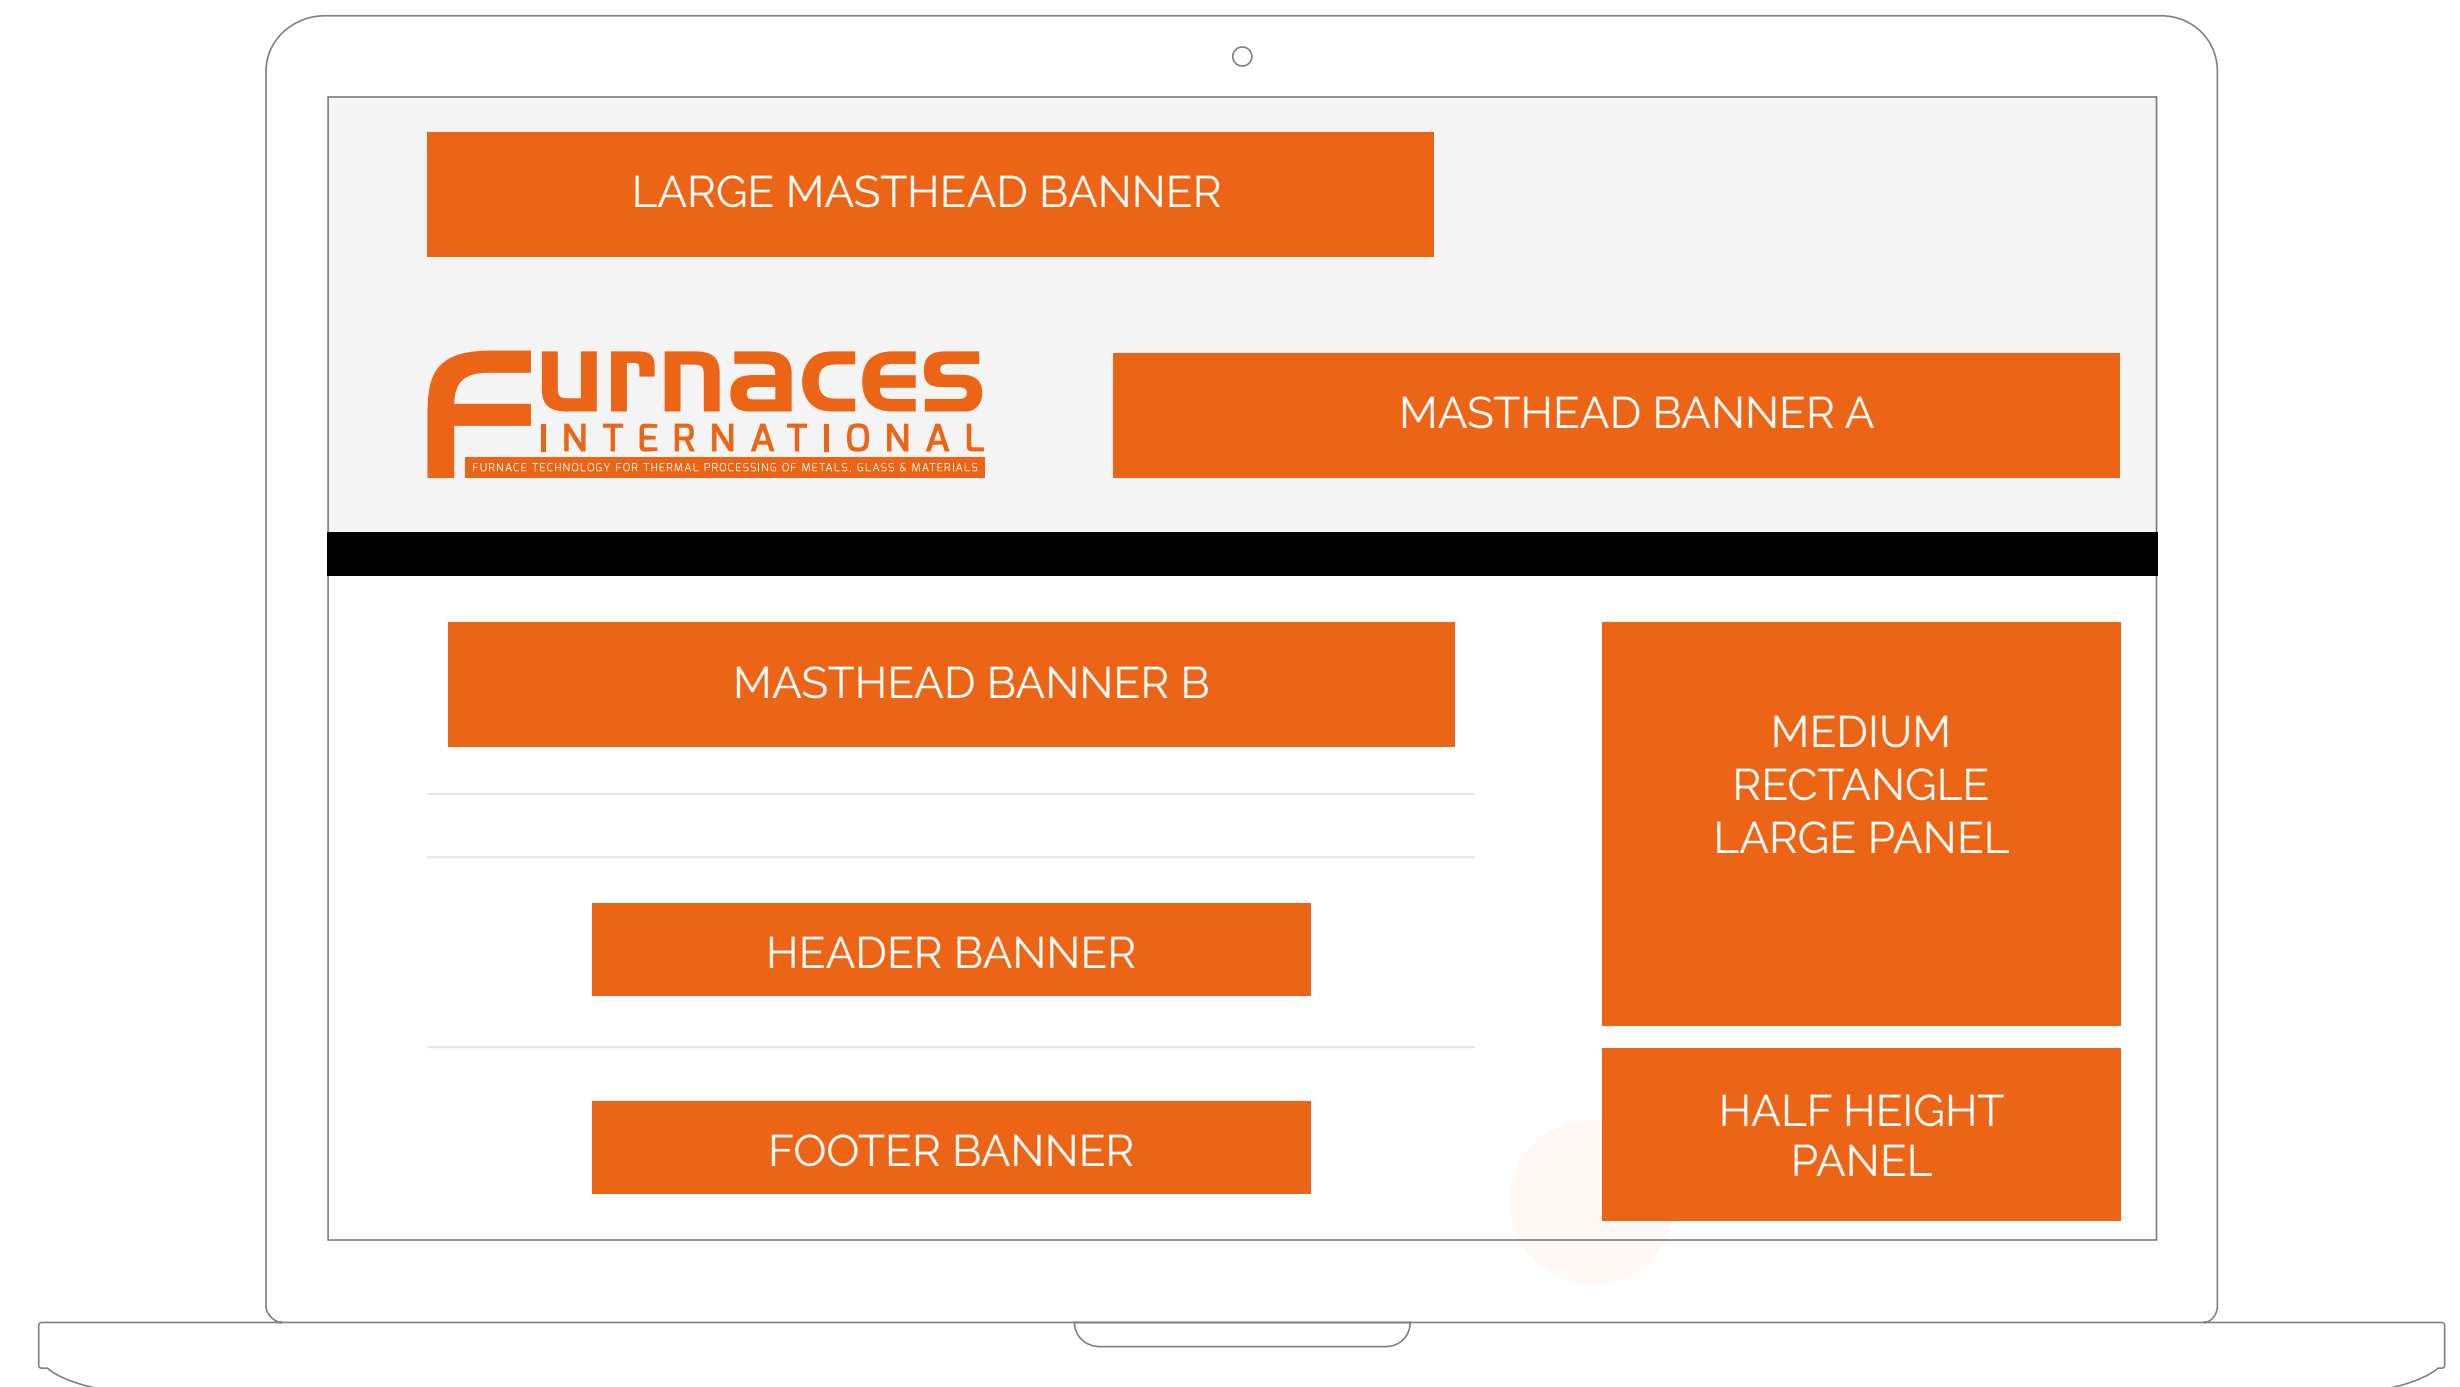 LARGE MASTHEAD BANNER
Furnaces
INTERNATIONAL
FURNACE TECHNOLOGY FOR THERMAL PROCESSING OF METALS, GLASS & MATERIALS
MASTHEAD BANNER A
MASTHEAD BANNER B
MEDIUM
RECTANGLE
LARGE PANEL
HEADER BANNER
HALF HEIGHT
PANEL
FOOTER BANNER